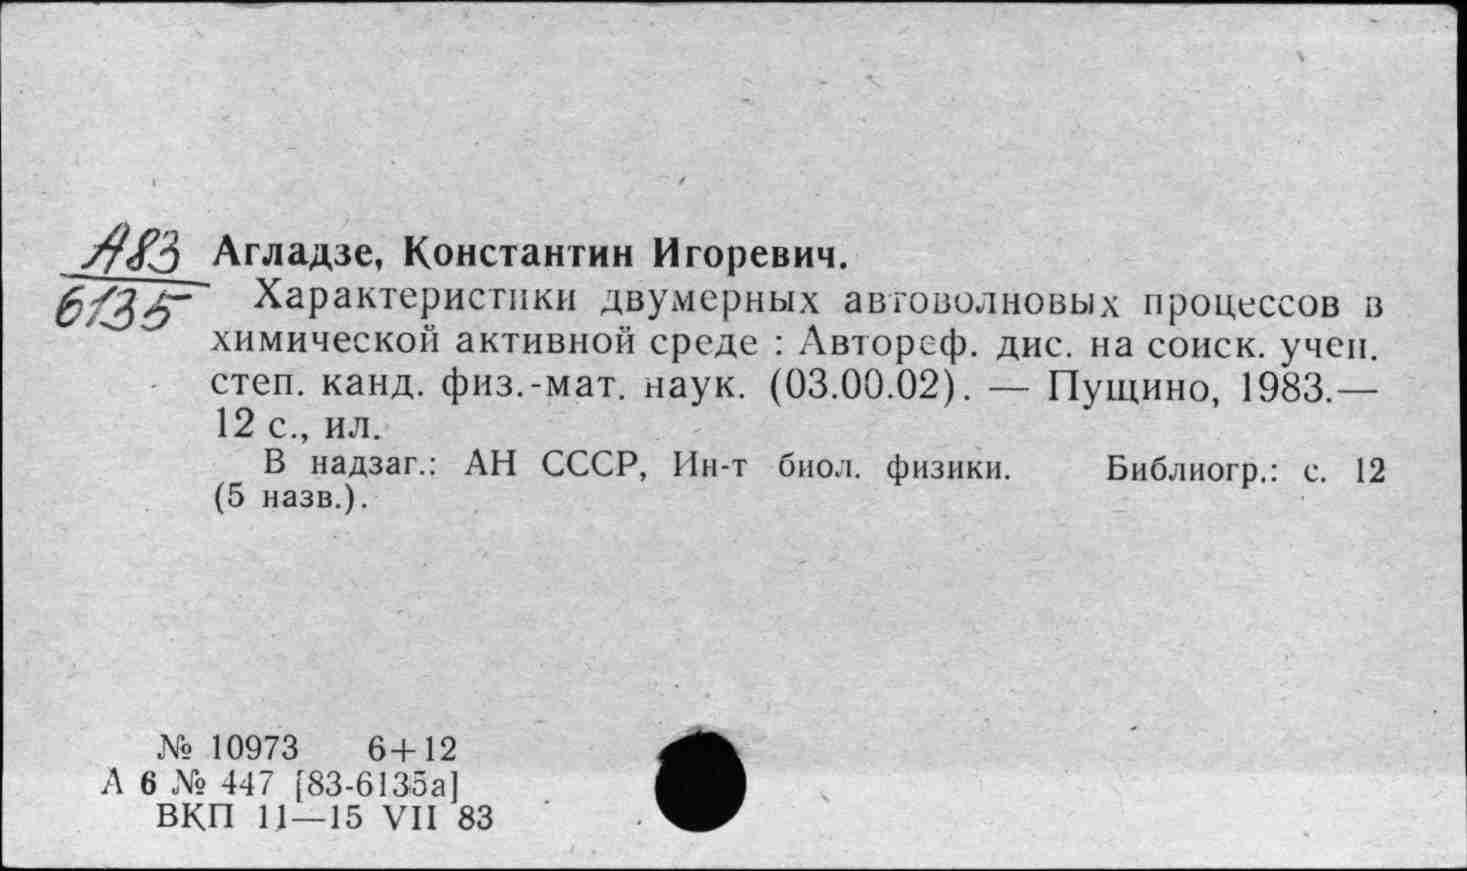 А83 Агладзе, Константин Игоревич.
6135 Характеристики двумерных автоволновых процессов в
химической активной среде : Автореф. дис. на соиск. учен.
степ. канд. физ.-мат. наук. (03.00.02). — Пущино, 1983.—
12 с., ил.
В надзаг.: АН СССР, Ин-т биол. физики. Библиогр.: с. 12
(5 назв.).
№ 10973 6+12
А 6 № 447 [83-6135а]
ВКП 11—15 VII 83